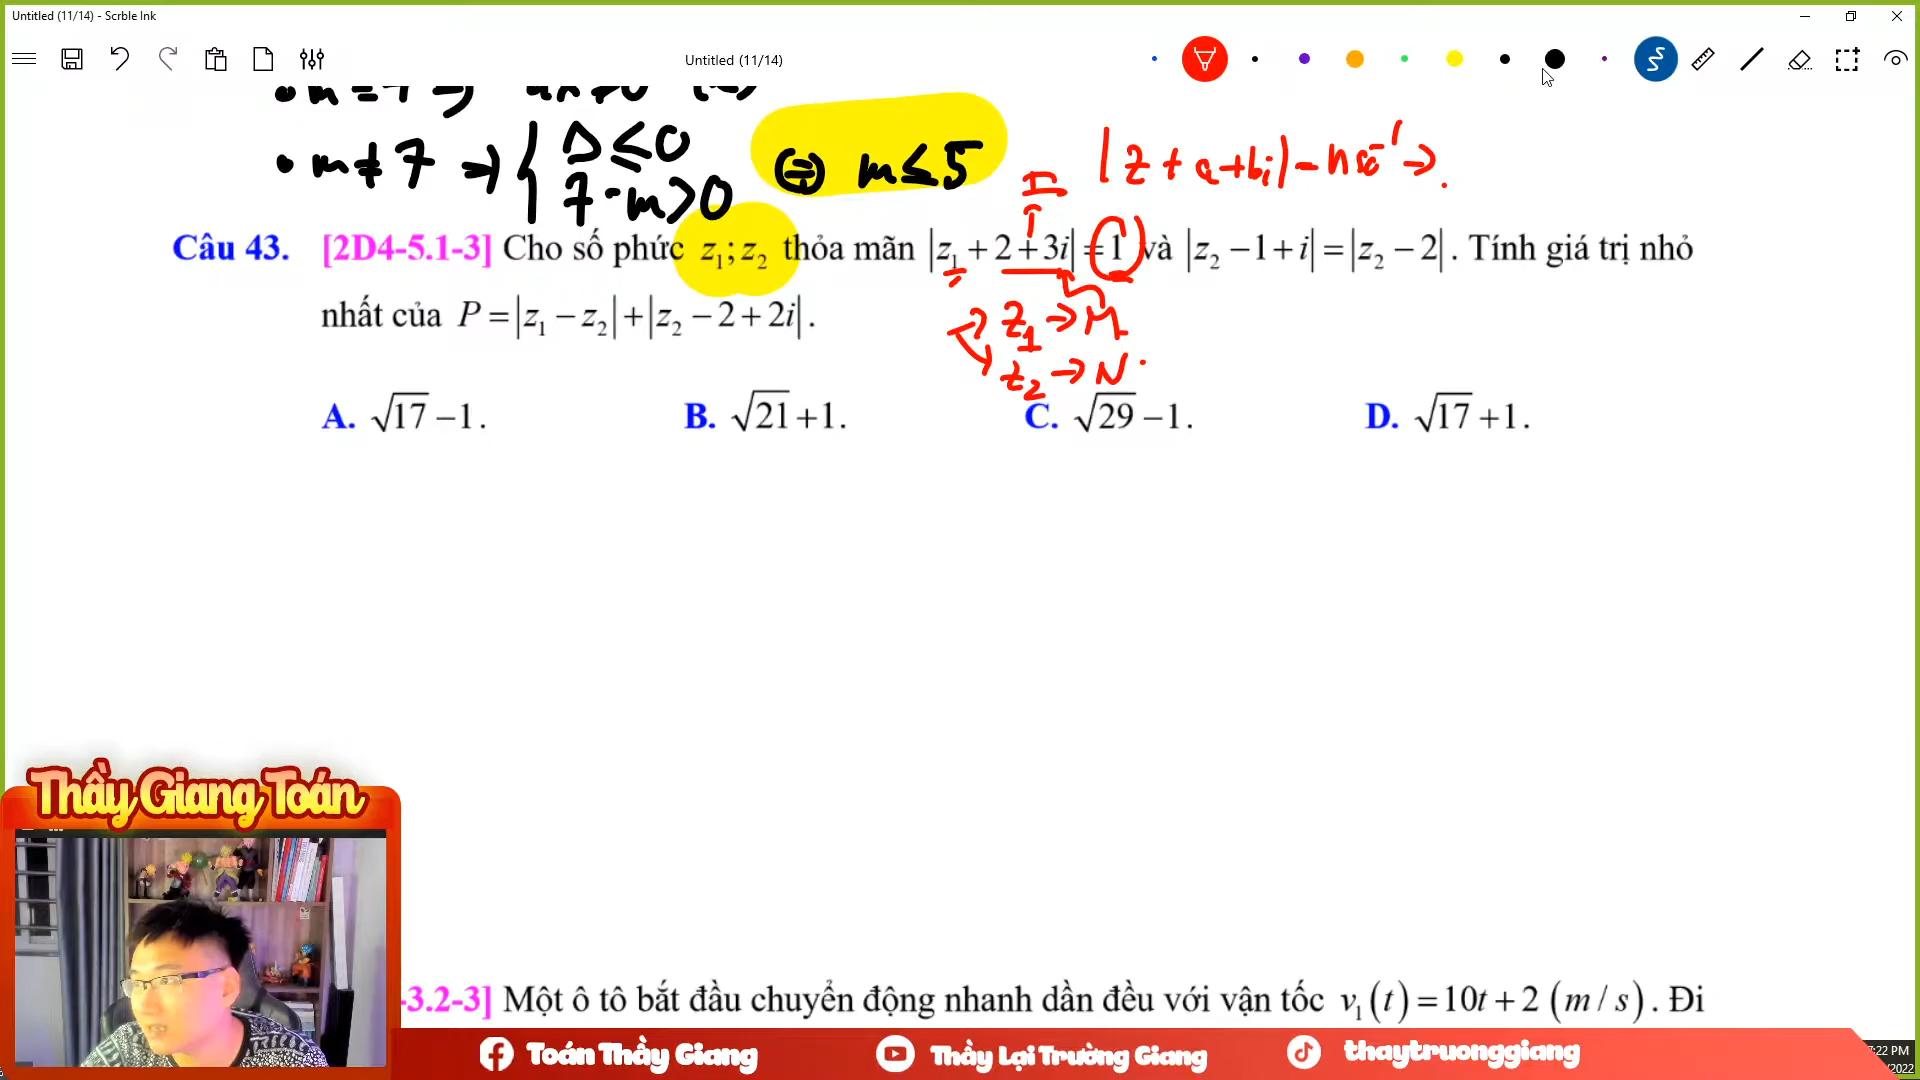 Untitled (11/14) - Scrble Ink
Untitled (11/14)
• m ≠ 7 ⇒ { Δ ≤ 0
7 - m > 0
⇔ m ≤ 5
|z + a + bi| = h số →
I
Câu 43. [2D4-5.1-3] Cho số phức z₁; z₂ thỏa mãn |z₁ + 2 + 3i| = 1 và |z₂ − 1 + i| = |z₂ − 2|. Tính giá trị nhỏ
nhất của P = |z₁ − z₂| + |z₂ − 2 + 2i|.
z₁ → M
z₂ → N
A. √17 − 1. B. √21 + 1. C. √29 − 1. D. √17 + 1.
Thầy Giang Toán
-3.2-3] Một ô tô bắt đầu chuyển động nhanh dần đều với vận tốc v₁(t) = 10t + 2 (m / s). Đi
Toán Thầy Giang
Thầy Lại Trường Giang
thaytruonggiang
:22 PM
/2022